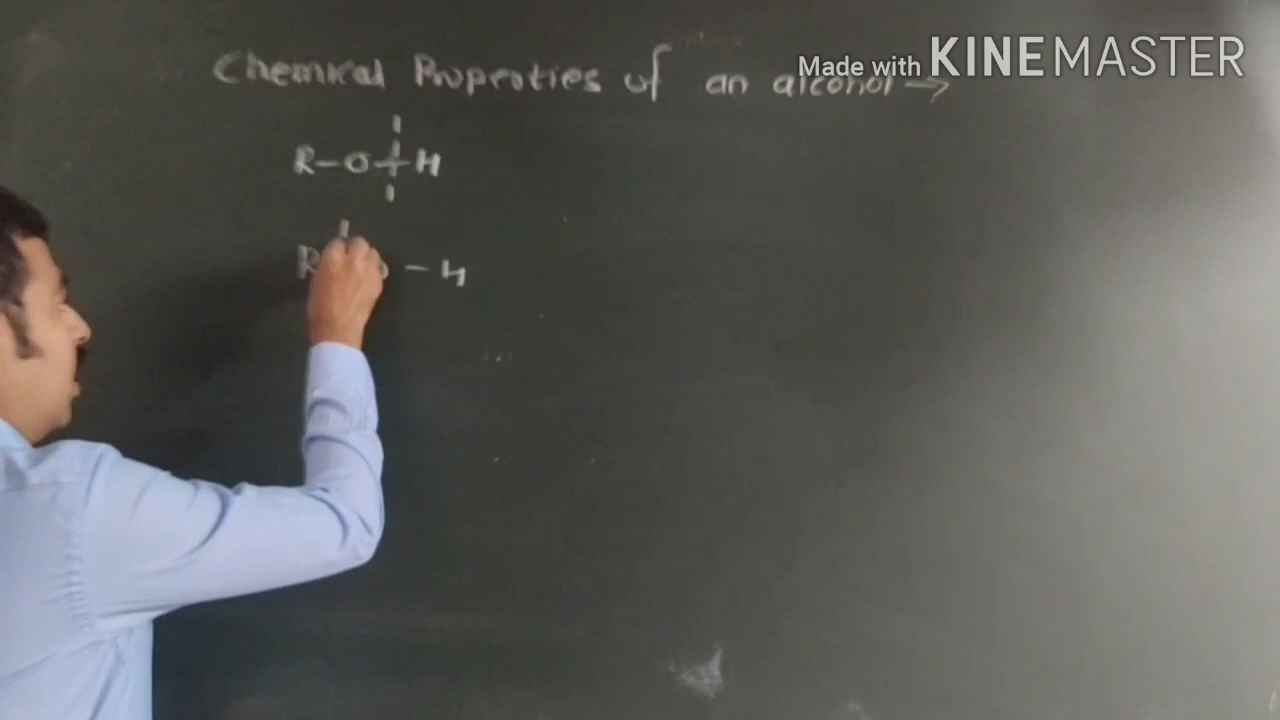 Chemical Properties of an alcohol →
Made with KINEMASTER
R-O-H
R O - H